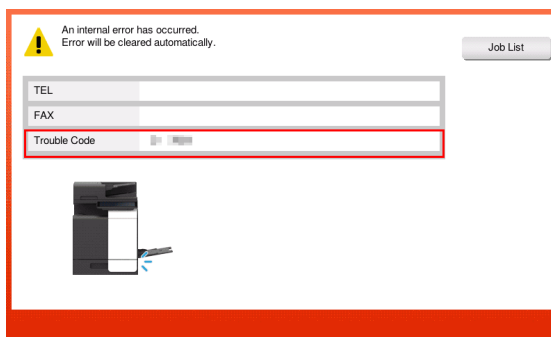 An internal error has occurred.
Error will be cleared automatically.
Job List
TEL
FAX
Trouble Code